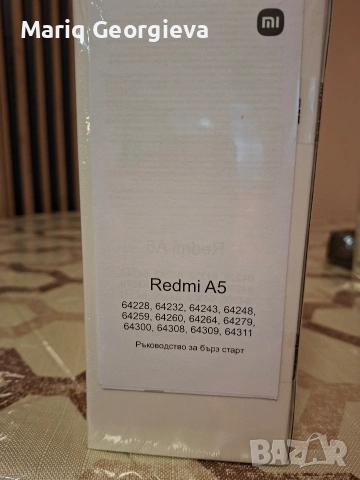 Mariq Georgieva
mi
Redmi A5
64228, 64232, 64243, 64248,
64259, 64260, 64264, 64279,
64300, 64308, 64309, 64311
Ръководство за бърз старт
BAZAR